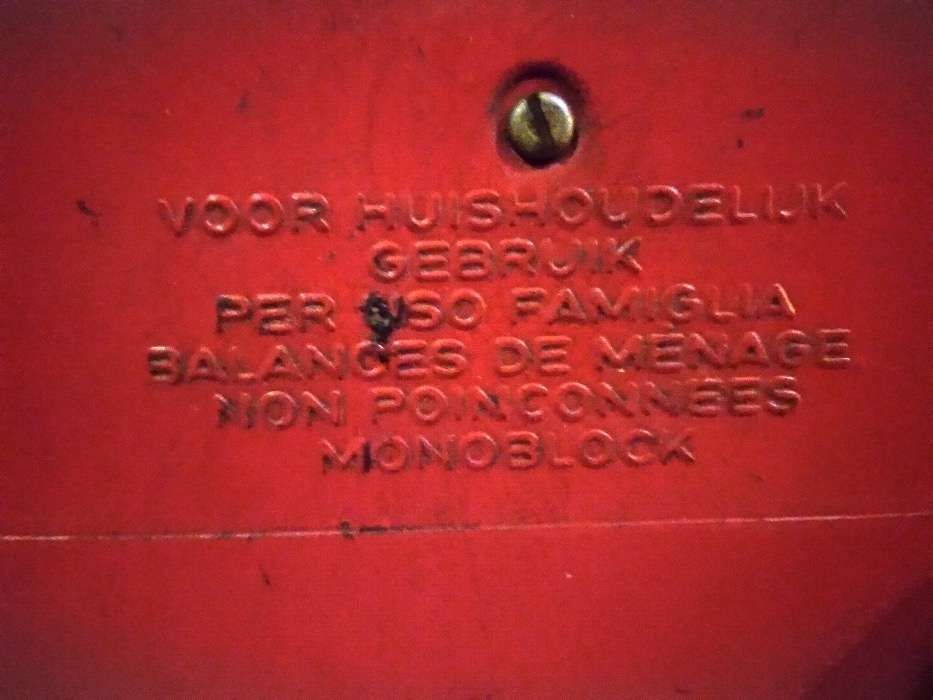 VOOR HUISHOUDELIJK
GEBRUIK
PER USO FAMIGLIA
BALANCES DE MENAGE
NON POINCONNEES
MONOBLOCK